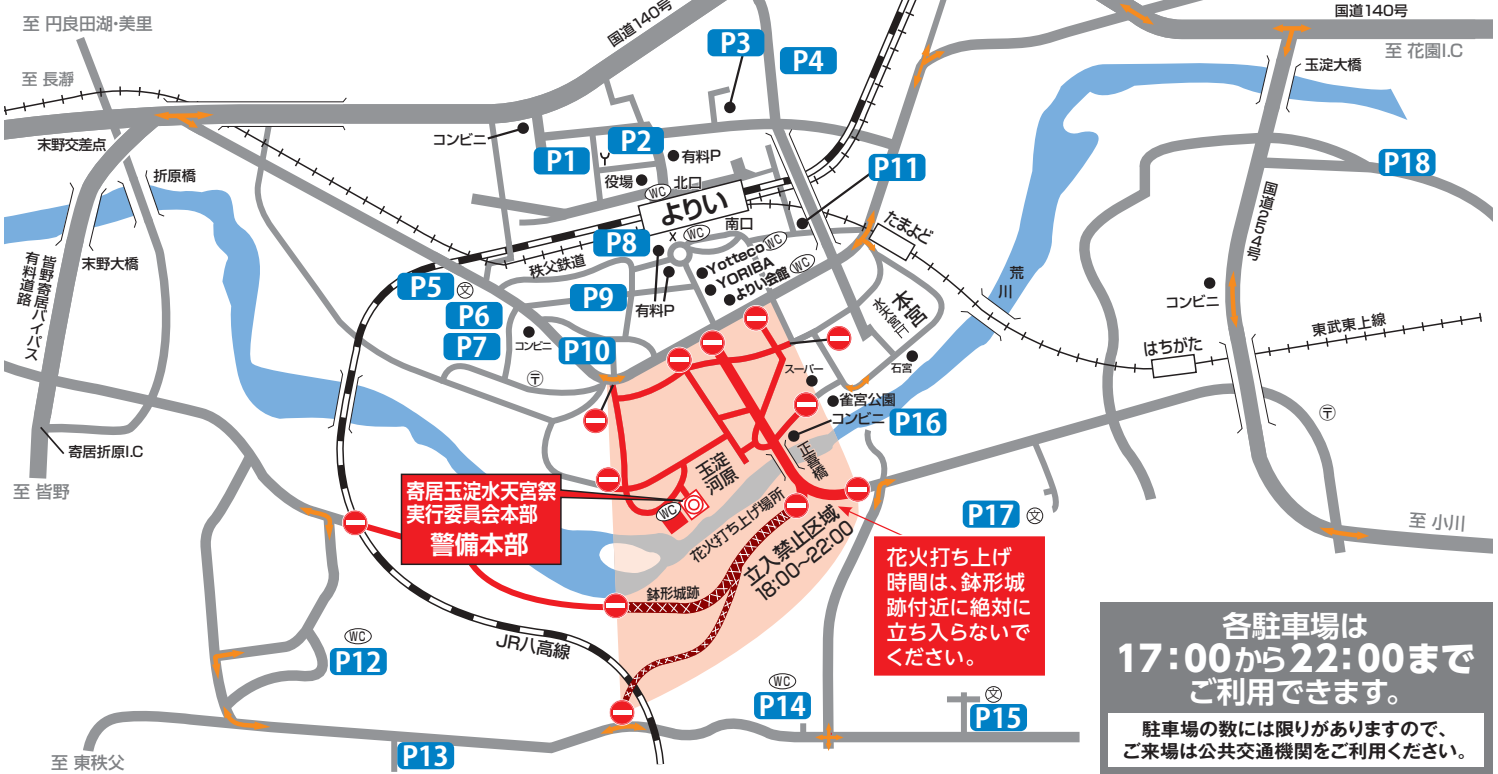 至 円良田湖・美里
国道140号
国道140号
至 花園I.C
P3
P4
至 長瀞
玉淀大橋
末野交差点
コンビニ
P1
P2
有料P
役場
WC
北口
折原橋
P11
P18
よりい
国道254号
南口
WC
たまよど
P8
Yotteco
WC
YORIBA
よりい会館
WC
秩父鉄道
末野大橋
皆野寄居バイパス
有料道路
P5
文
P9
有料P
荒川
本宮
コンビニ
P6
P7
コンビニ
P10
東武東上線
はちがた
〒
スーパー
石宮
雀宮公園
コンビニ
P16
〒
寄居折原I.C
至 皆野
正喜橋
玉淀
河原
寄居玉淀水天宮祭
実行委員会本部
警備本部
WC
花火打ち上げ場所
立入禁止区域
18:00~22:00
P17
文
至 小川
花火打ち上げ
時間は、鉢形城
跡付近に絶対に
立ち入らないで
ください。
鉢形城跡
JR八高線
WC
P12
WC
P14
文
P15
P13
至 東秩父
各駐車場は
17:00から22:00まで
ご利用できます。
駐車場の数には限りがありますので、
ご来場は公共交通機関をご利用ください。